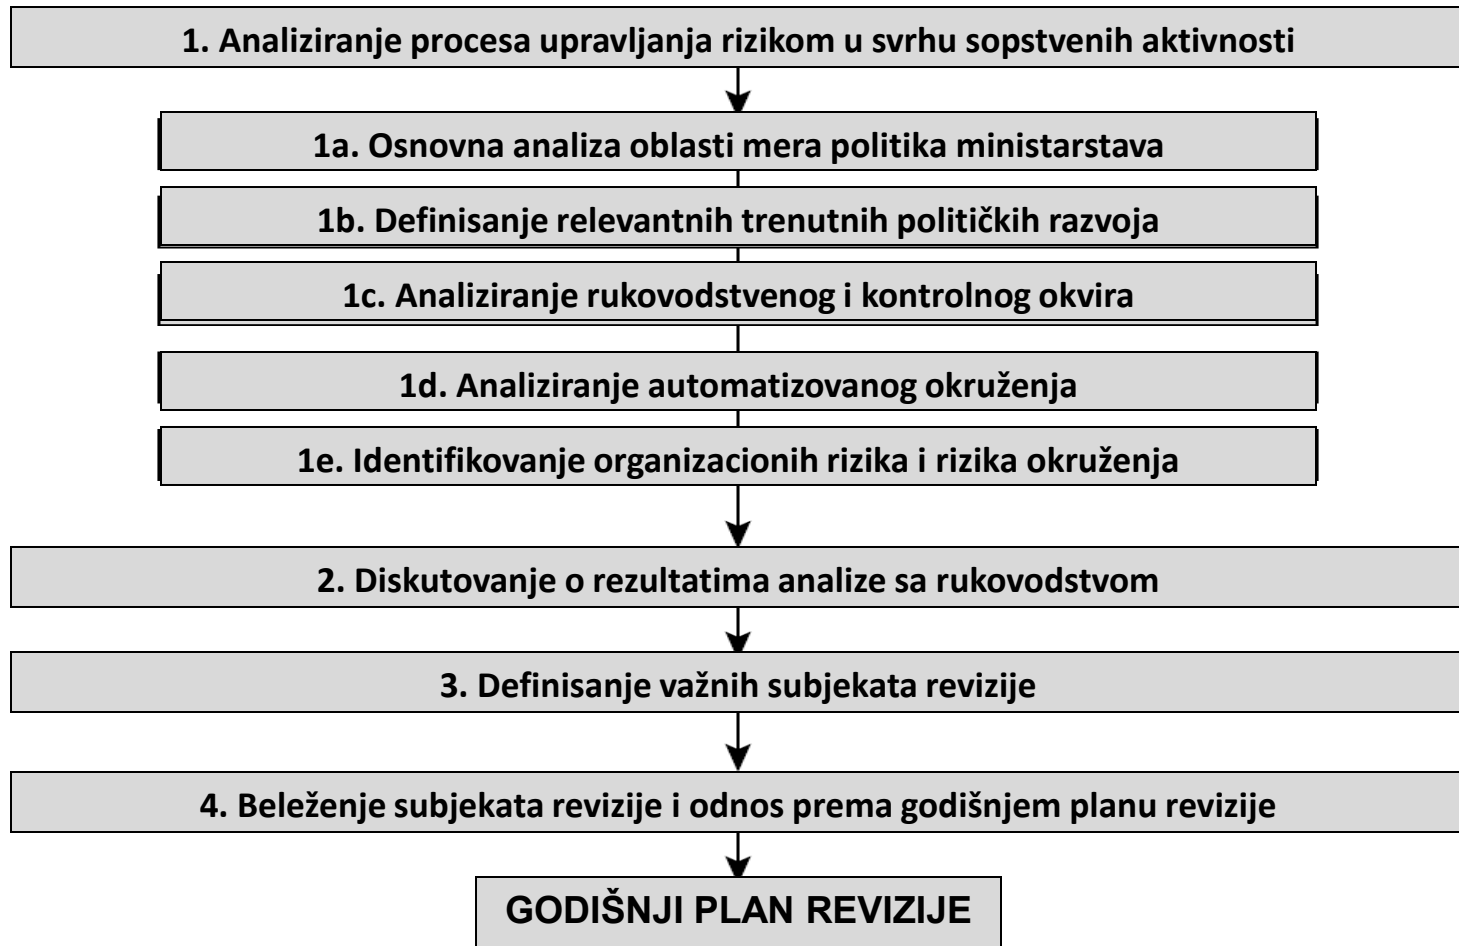 1. Analiziranje procesa upravljanja rizikom u svrhu sopstvenih aktivnosti
1a. Osnovna analiza oblasti mera politika ministarstava
1b. Definisanje relevantnih trenutnih političkih razvoja
1c. Analiziranje rukovodstvenog i kontrolnog okvira
1d. Analiziranje automatizovanog okruženja
1e. Identifikovanje organizacionih rizika i rizika okruženja
2. Diskutovanje o rezultatima analize sa rukovodstvom
3. Definisanje važnih subjekata revizije
4. Beleženje subjekata revizije i odnos prema godišnjem planu revizije
GODIŠNJI PLAN REVIZIJE